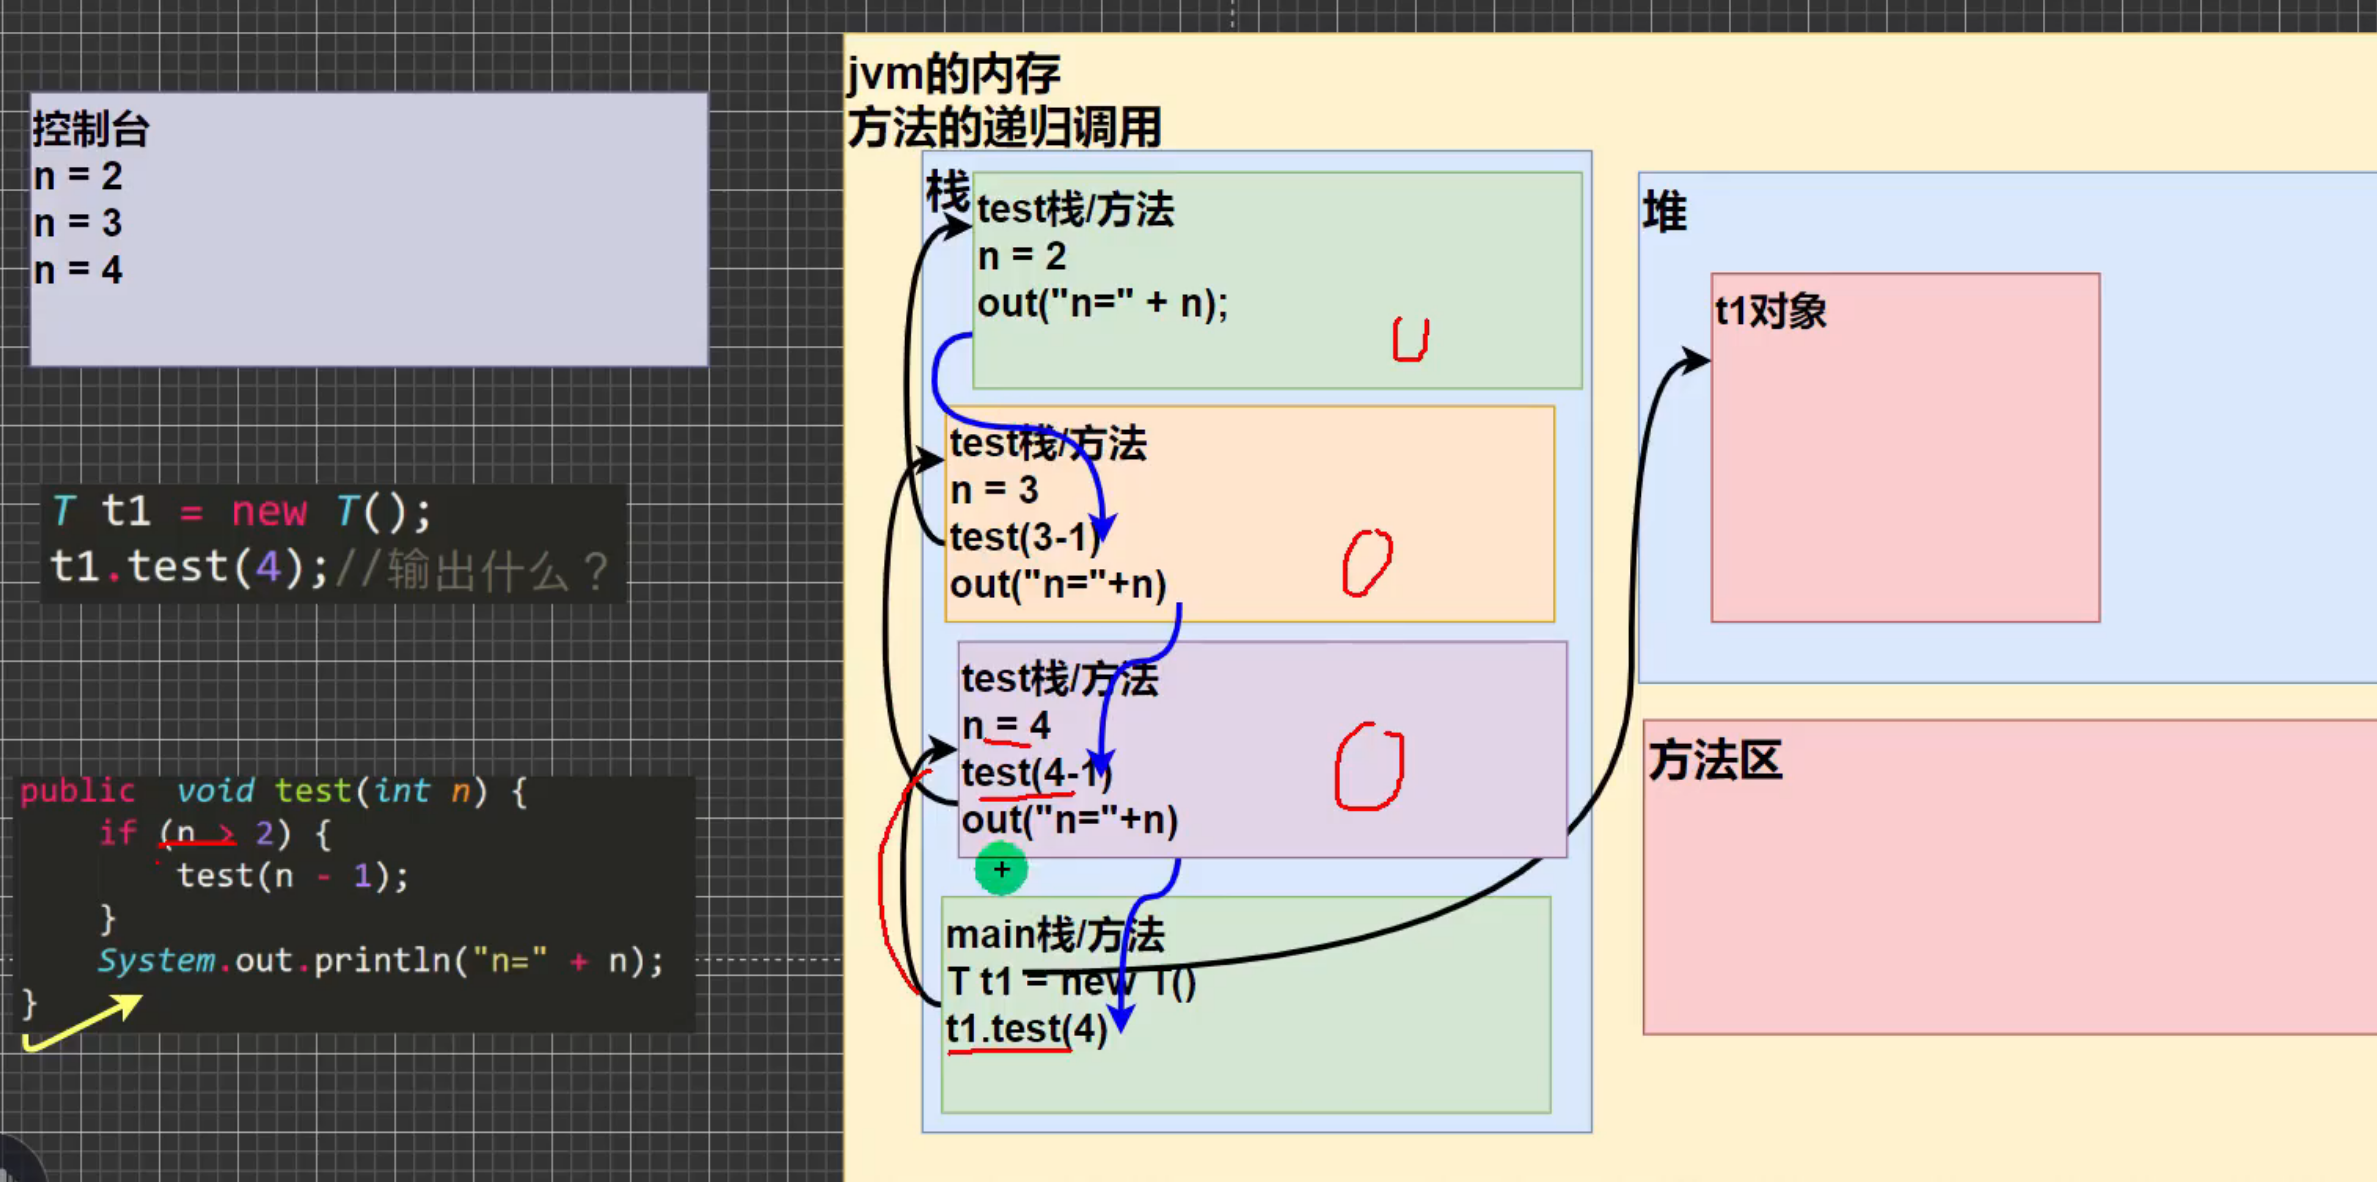 控制台
n = 2
n = 3
n = 4
T t1 = new T();
t1.test(4);//输出什么？
public  void test(int n) {
if (n > 2) {
test(n - 1);
}
System.out.println("n=" + n);
}
jvm的内存
方法的递归调用
栈
test栈/方法
n = 2
out("n=" + n);
test栈/方法
n = 3
test(3-1)
out("n="+n)
test栈/方法
n = 4
test(4-1)
out("n="+n)
main栈/方法
T t1 = new T()
t1.test(4)
堆
t1对象
方法区